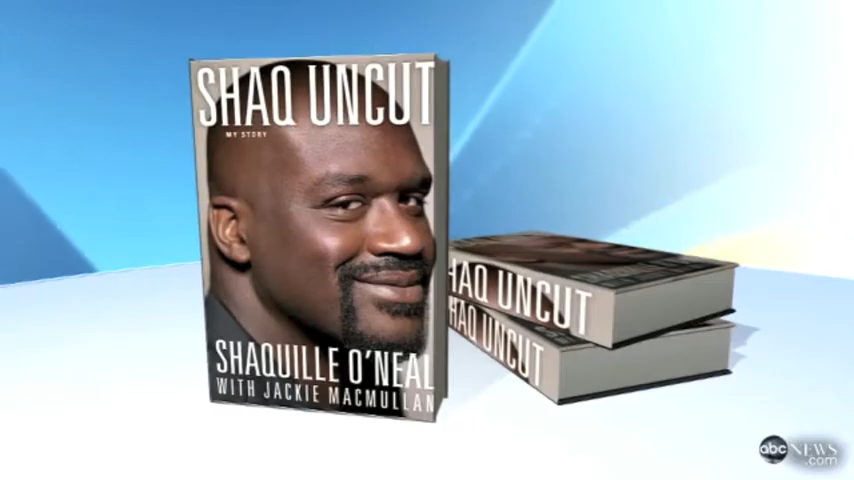 SHAQ UNCUT
MY STORY
SHAQUILLE O'NEAL
WITH JACKIE MACMULLAN
HAQ UNCUT
HAQ UNCUT
abc NEWS
.com